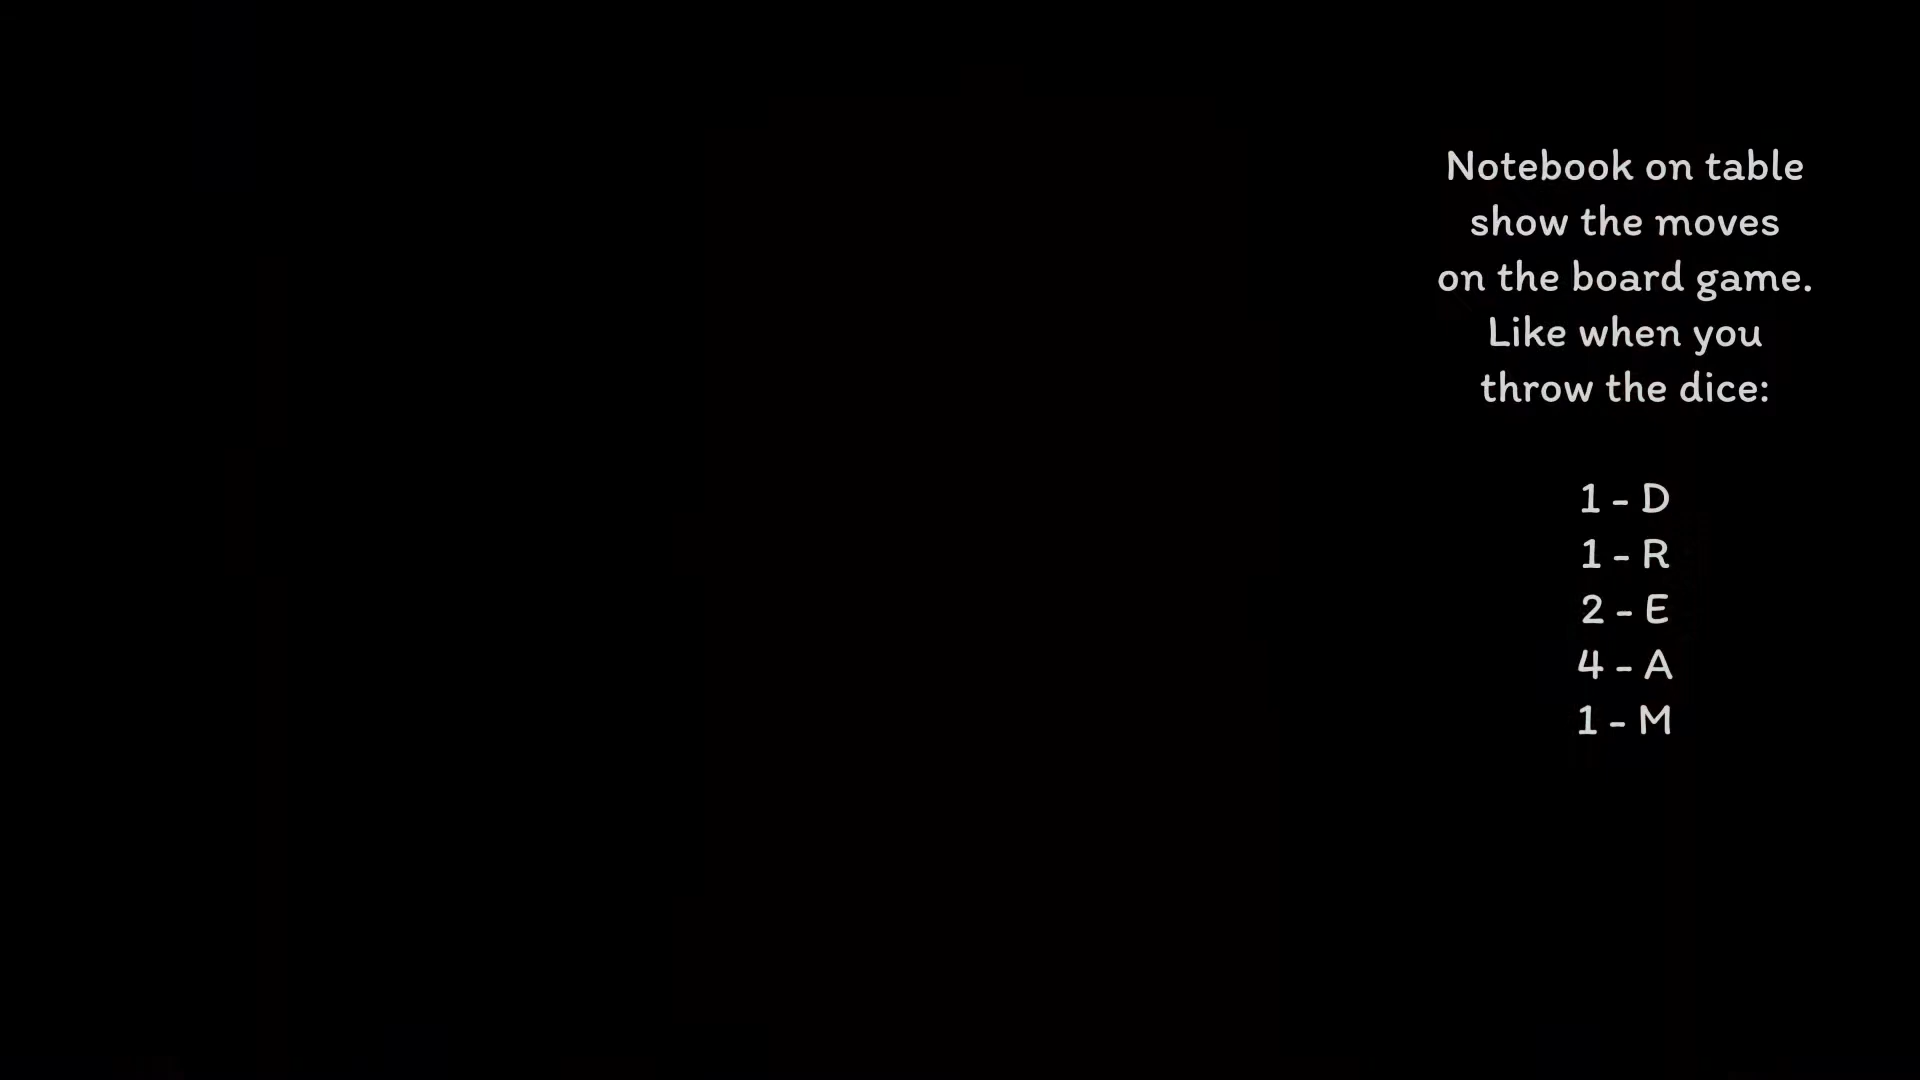 Notebook on table
show the moves
on the board game.
Like when you
throw the dice:
1 - D
1 - R
2 - E
4 - A
1 - M